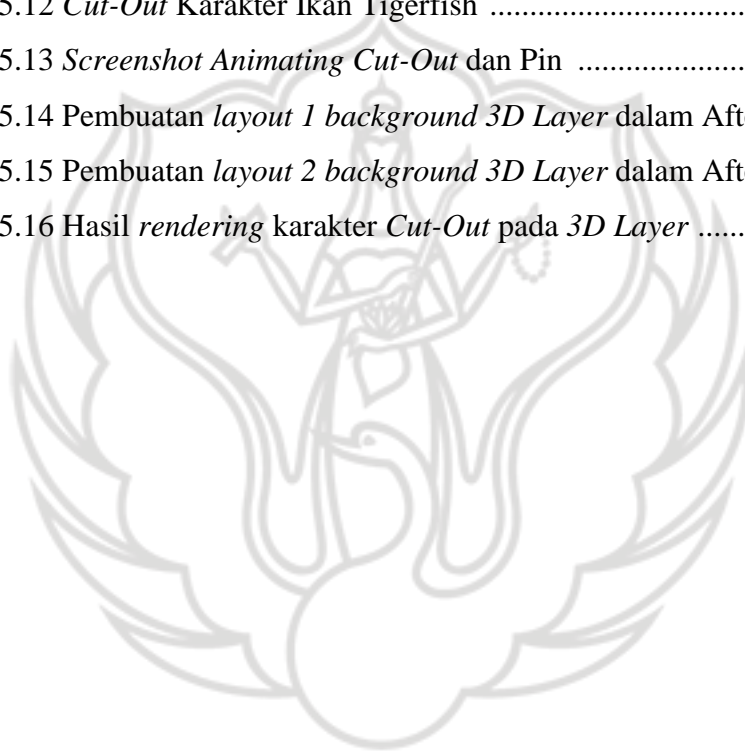 5.12 Cut-Out Karakter Ikan Tigerfish ....................................
5.13 Screenshot Animating Cut-Out dan Pin .......................
5.14 Pembuatan layout 1 background 3D Layer dalam Aft
5.15 Pembuatan layout 2 background 3D Layer dalam Aft
5.16 Hasil rendering karakter Cut-Out pada 3D Layer ......